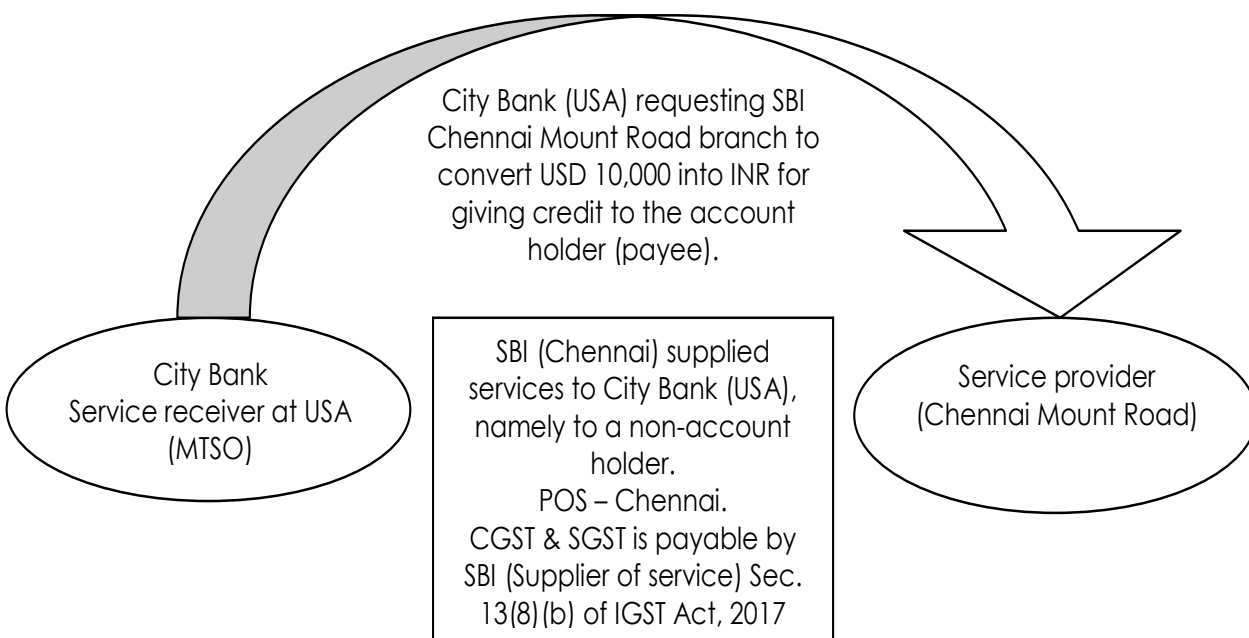 City Bank (USA) requesting SBI
Chennai Mount Road branch to
convert USD 10,000 into INR for
giving credit to the account
holder (payee).
City Bank
Service receiver at USA
(MTSO)
SBI (Chennai) supplied
services to City Bank (USA),
namely to a non-account
holder.
POS – Chennai.
CGST & SGST is payable by
SBI (Supplier of service) Sec.
13(8)(b) of IGST Act, 2017
Service provider
(Chennai Mount Road)